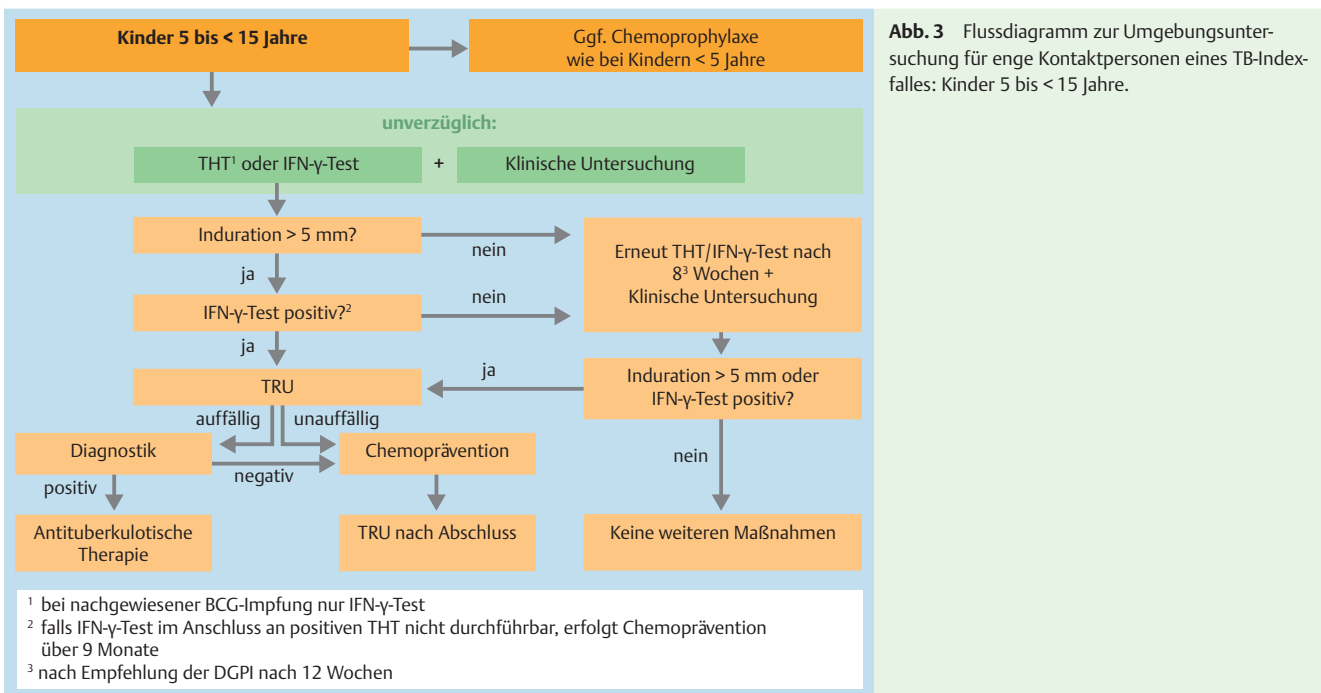 Kinder 5 bis < 15 Jahre
Ggf. Chemoprophylaxe
wie bei Kindern < 5 Jahre
unverzüglich:
THT¹ oder IFN-γ-Test
+
Klinische Untersuchung
Induration > 5 mm?
nein
Erneut THT/IFN-γ-Test nach
8³ Wochen +
Klinische Untersuchung
ja
IFN-γ-Test positiv?²
nein
ja
TRU
ja
Induration > 5 mm oder
IFN-γ-Test positiv?
auffällig
unauffällig
Diagnostik
Chemoprävention
nein
positiv
negativ
Antituberkulotische
Therapie
TRU nach Abschluss
Keine weiteren Maßnahmen
¹ bei nachgewiesener BCG-Impfung nur IFN-γ-Test
² falls IFN-γ-Test im Anschluss an positiven THT nicht durchführbar, erfolgt Chemoprävention
über 9 Monate
³ nach Empfehlung der DGPI nach 12 Wochen
Abb. 3 Flussdiagramm zur Umgebungsunter-
suchung für enge Kontaktpersonen eines TB-Index-
falles: Kinder 5 bis < 15 Jahre.